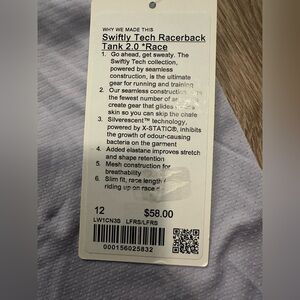 WHY WE MADE THIS
Swiftly Tech Racerback
Tank 2.0 *Race
1. Go ahead, get sweaty. The
Swiftly Tech collection,
powered by seamless
construction, is the ultimate
gear for running and training
2. Our seamless construction
the fewest number of
create gear that glides
skin so you can skip the chafe
3. Silverescent™ technology,
powered by X-STATIC®, inhibits
the growth of odour-causing
bacteria on the garment
4. Added elastane improves stretch
and shape retention
5. Mesh construction for
breathability
6. Slim fit, race length
riding up on race
12 $58.00
LW1CN3S LFRS/LFRS
000156025832